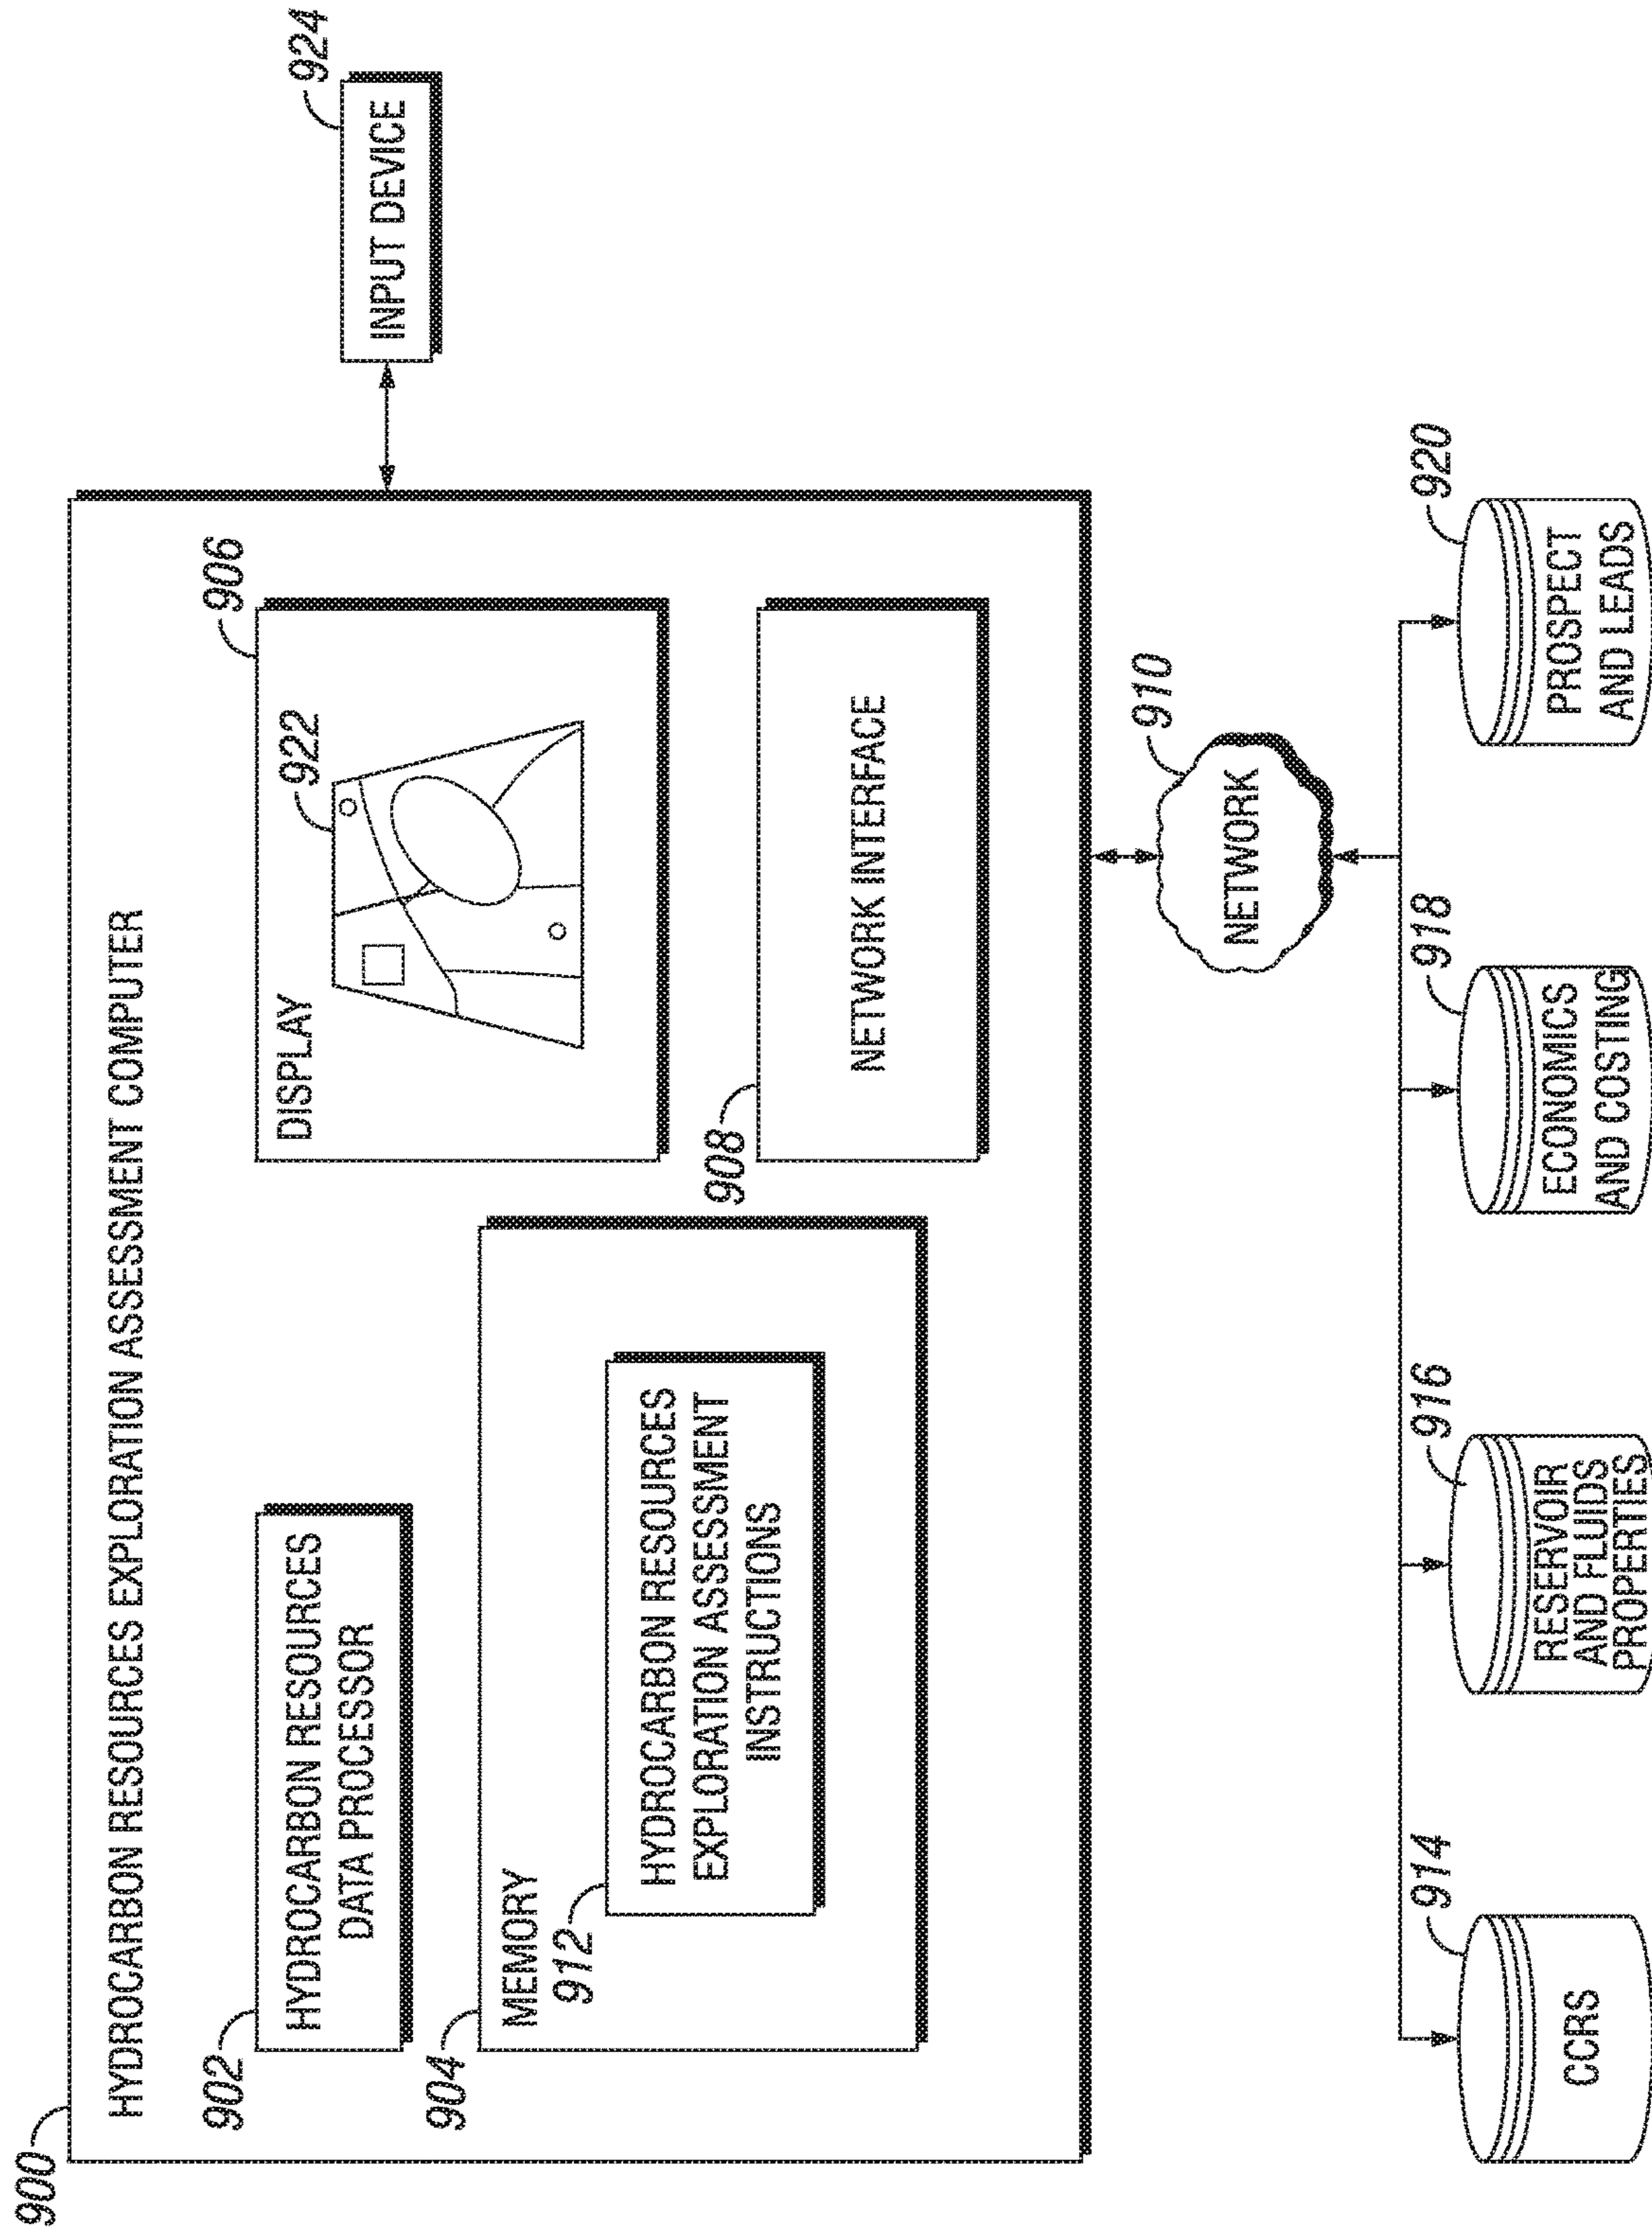 900
HYDROCARBON RESOURCES EXPLORATION ASSESSMENT COMPUTER
902
HYDROCARBON RESOURCES
DATA PROCESSOR
904
MEMORY
912
HYDROCARBON RESOURCES
EXPLORATION ASSESSMENT
INSTRUCTIONS
906
DISPLAY
922
908
NETWORK INTERFACE
924
INPUT DEVICE
910
NETWORK
914
CCRS
916
RESERVOIR
AND FLUIDS
PROPERTIES
918
ECONOMICS
AND COSTING
920
PROSPECT
AND LEADS